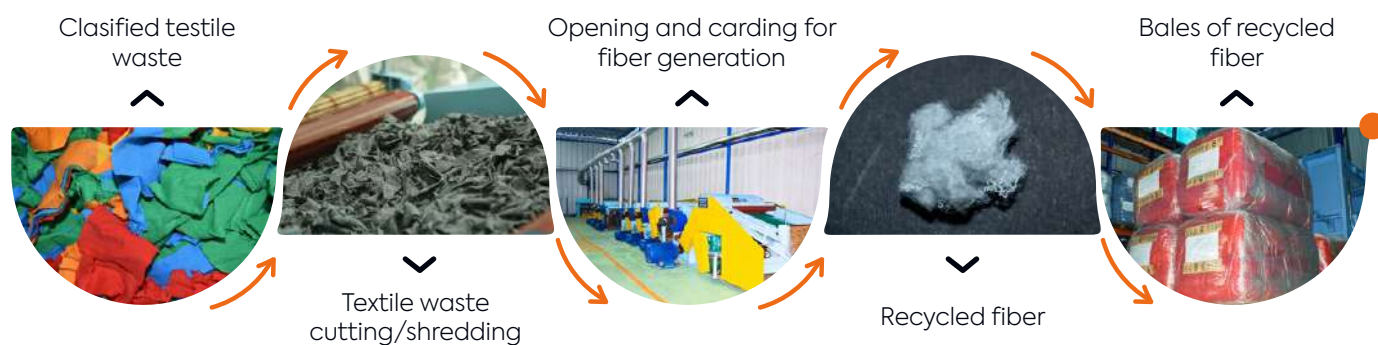 Clasified testile
waste
Textile waste
cutting/shredding
Opening and carding for
fiber generation
Recycled fiber
Bales of recycled
fiber